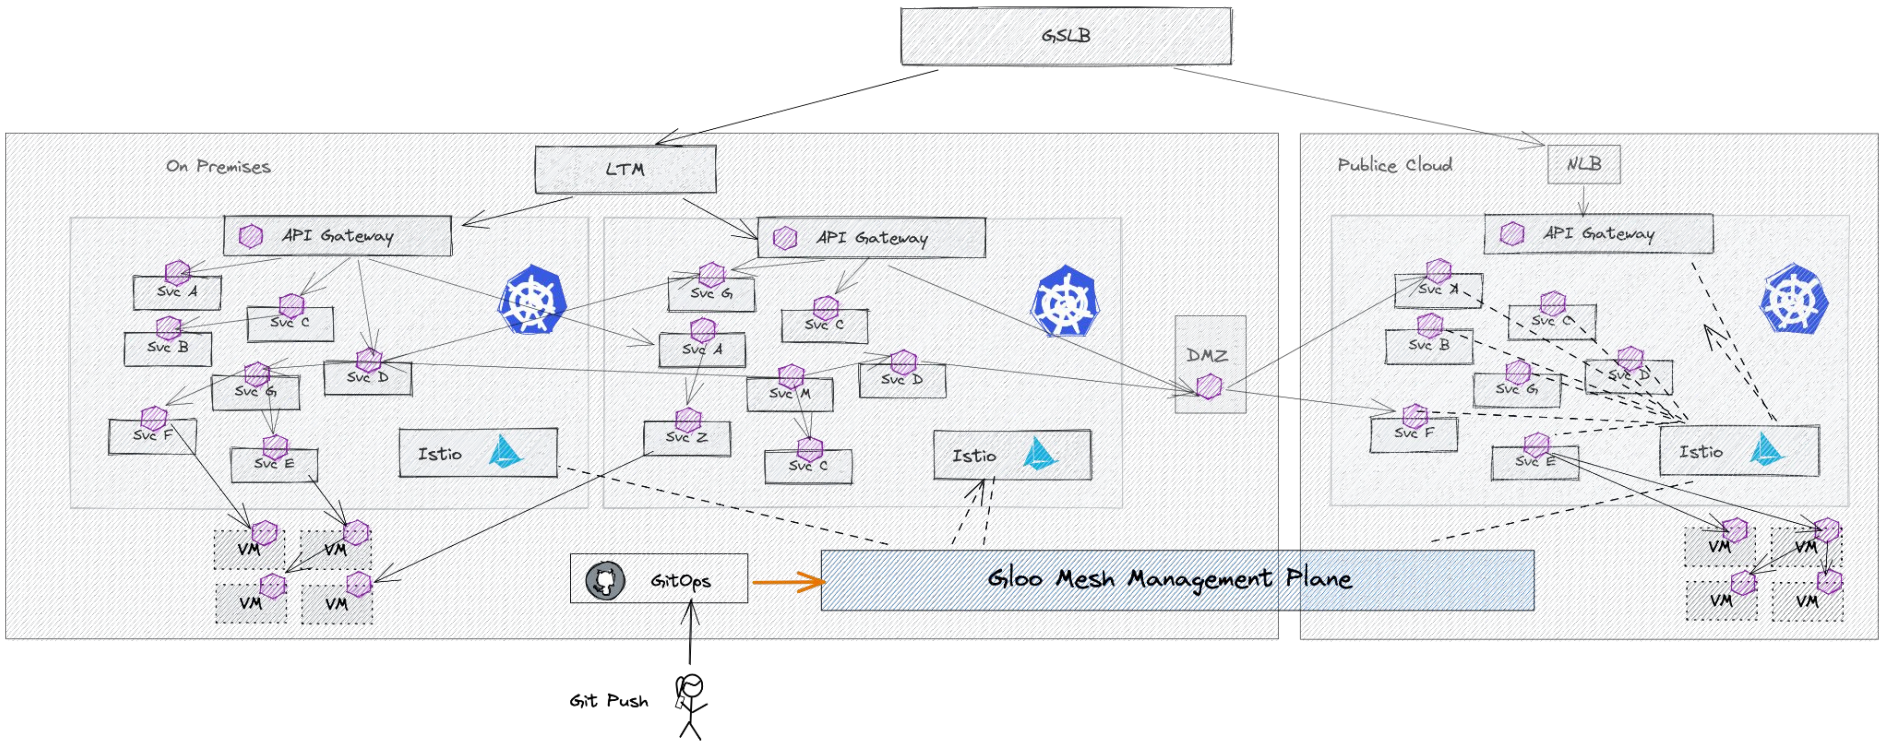 GSLB
On Premises
LTM
API Gateway
Svc A
Svc C
Svc B
Svc D
Svc G
Svc F
Svc E
Istio
VM
VM
VM
VM
API Gateway
Svc G
Svc C
Svc A
Svc D
Svc M
Svc Z
Svc C
Istio
DMZ
Publice Cloud
NLB
API Gateway
Svc A
Svc C
Svc B
Svc D
Svc G
Svc F
Svc E
Istio
VM
VM
VM
VM
GitOps
Gloo Mesh Management Plane
Git Push